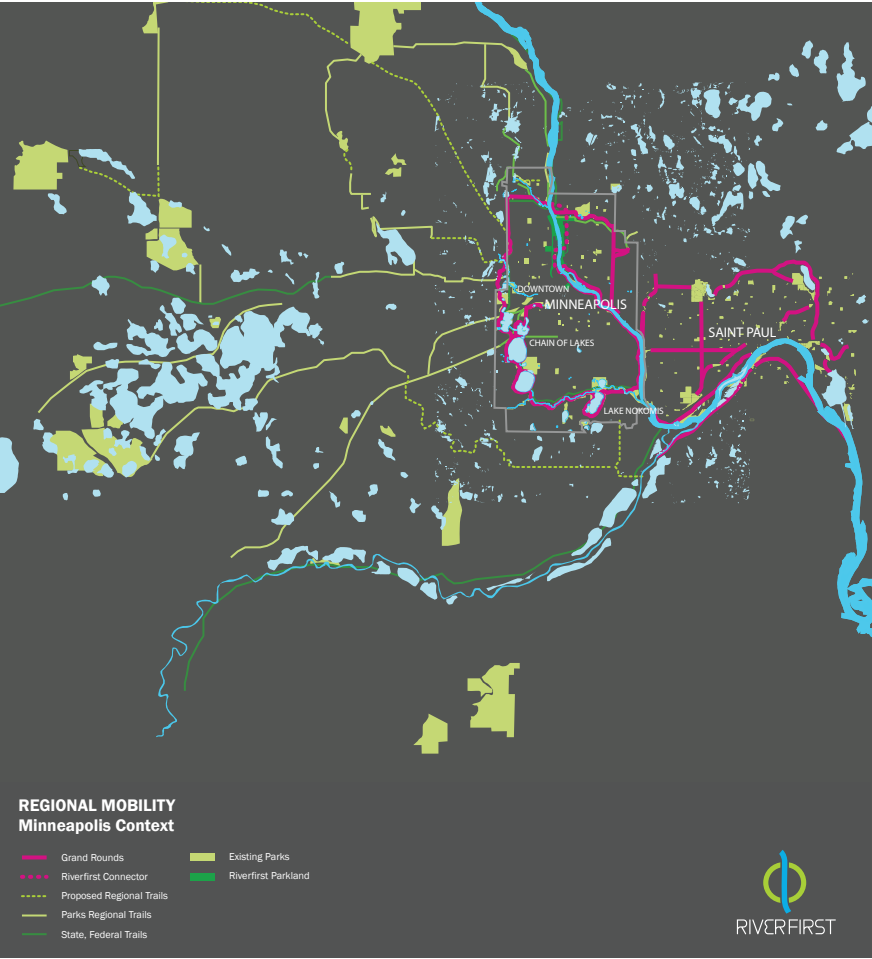 DOWNTOWN
MINNEAPOLIS
CHAIN OF LAKES
SAINT PAUL
LAKE NOKOMIS
REGIONAL MOBILITY
Minneapolis Context
Grand Rounds
Riverfirst Connector
Proposed Regional Trails
Parks Regional Trails
State, Federal Trails
Existing Parks
Riverfirst Parkland
RIVERFIRST